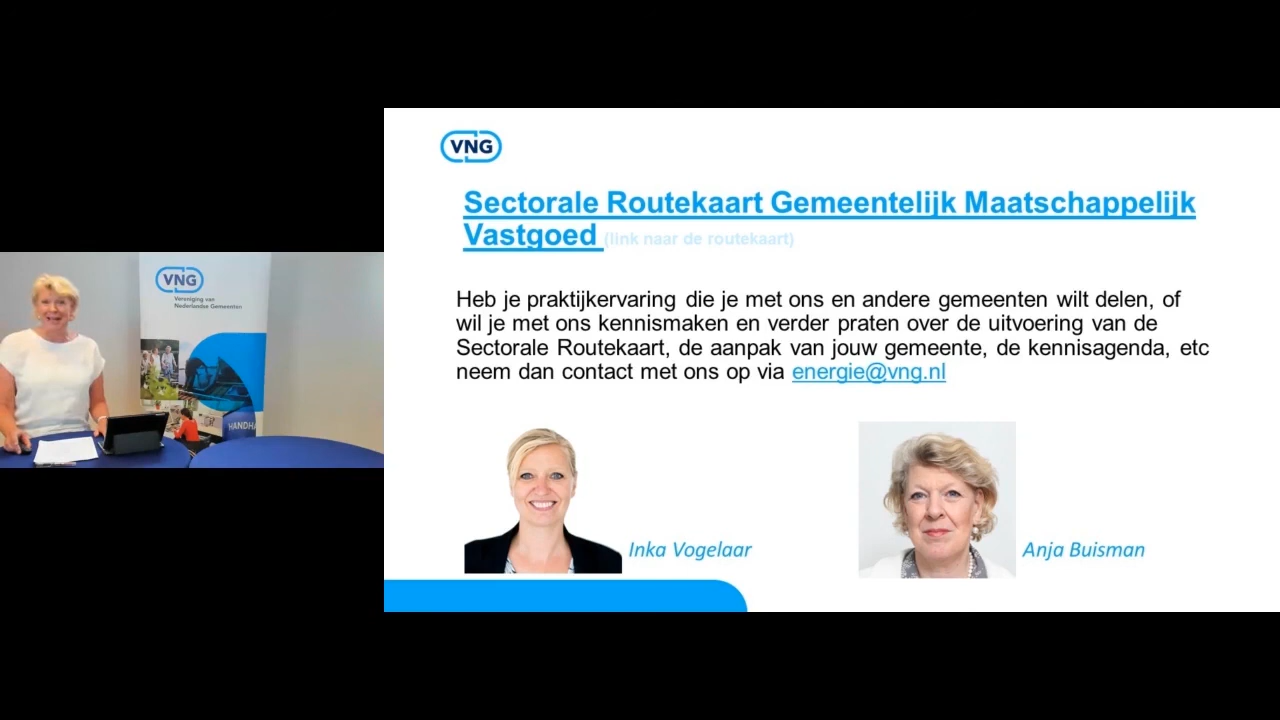 VNG
Sectorale Routekaart Gemeentelijk Maatschappelijk
Vastgoed (link naar de routekaart)
Heb je praktijkervaring die je met ons en andere gemeenten wilt delen, of
wil je met ons kennismaken en verder praten over de uitvoering van de
Sectorale Routekaart, de aanpak van jouw gemeente, de kennisagenda, etc
neem dan contact met ons op via energie@vng.nl
Inka Vogelaar
Anja Buisman
VNG
Vereniging van
Nederlandse Gemeenten
HANDHA